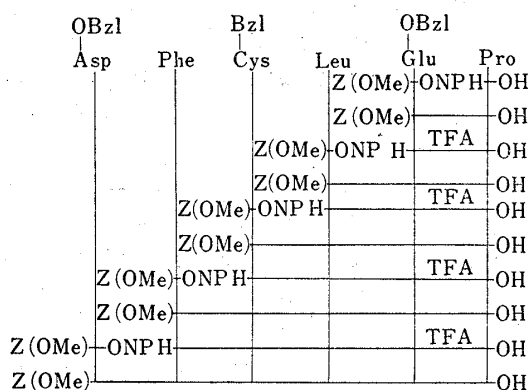 OBzl Bzl OBzl
Asp Phe Cys Leu Glu Pro
Z(OMe) ONP H OH
Z(OMe) OH
Z(OMe) ONP H TFA OH
Z(OMe) OH
Z(OMe) ONP H TFA OH
Z(OMe) OH
Z(OMe) ONP H TFA OH
Z(OMe) OH
Z(OMe) ONP H TFA OH
Z(OMe) OH